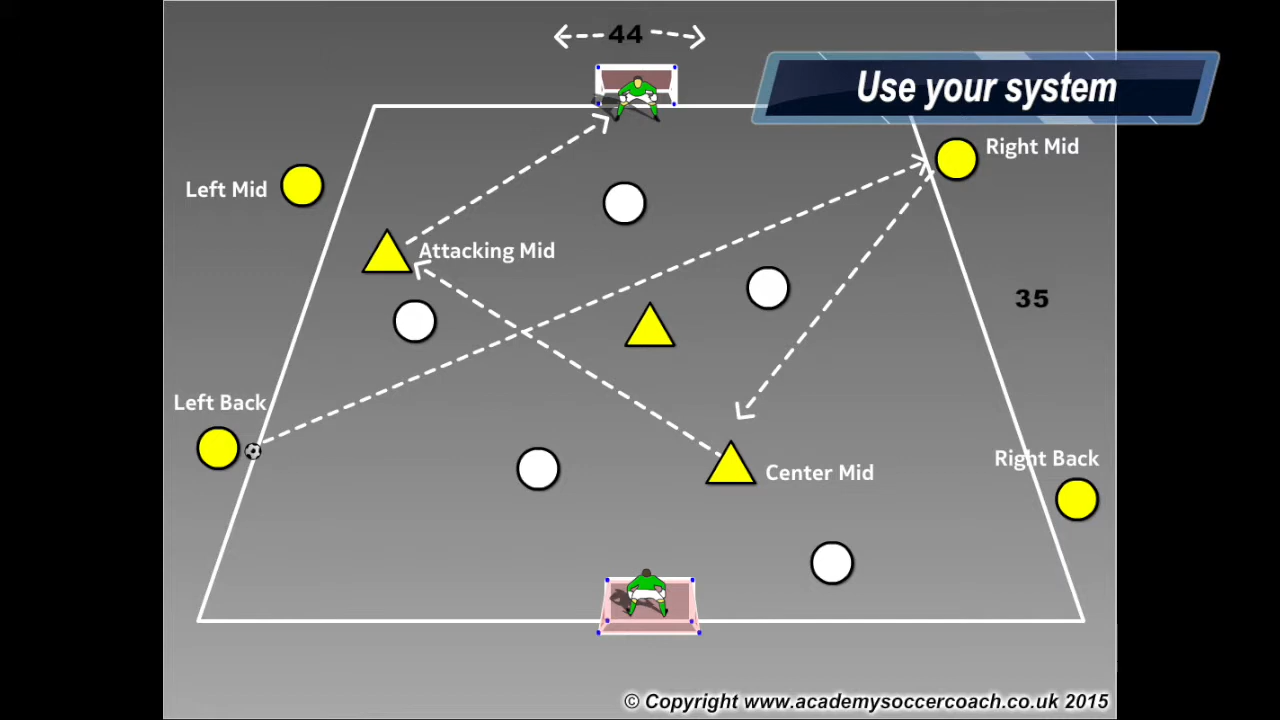 44
Use your system
Right Mid
Left Mid
Attacking Mid
35
Left Back
Right Back
Center Mid
© Copyright www.academysoccercoach.co.uk 2015